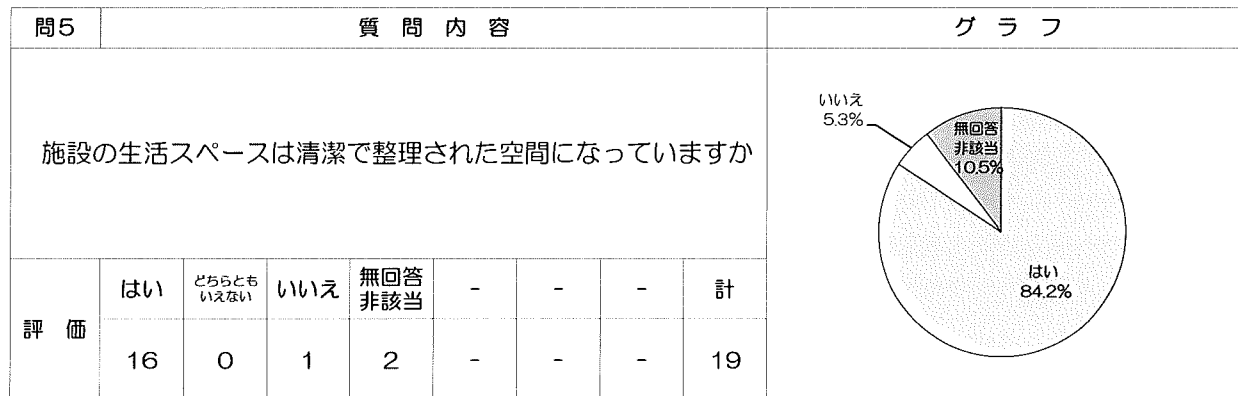 問5 質問内容 グラフ
施設の生活スペースは清潔で整理された空間になっていますか
いいえ
5.3%
無回答
非該当
10.5%
はい
84.2%
評価
はい どちらとも
いえない いいえ 無回答
非該当 - - - 計
16 0 1 2 - - - 19